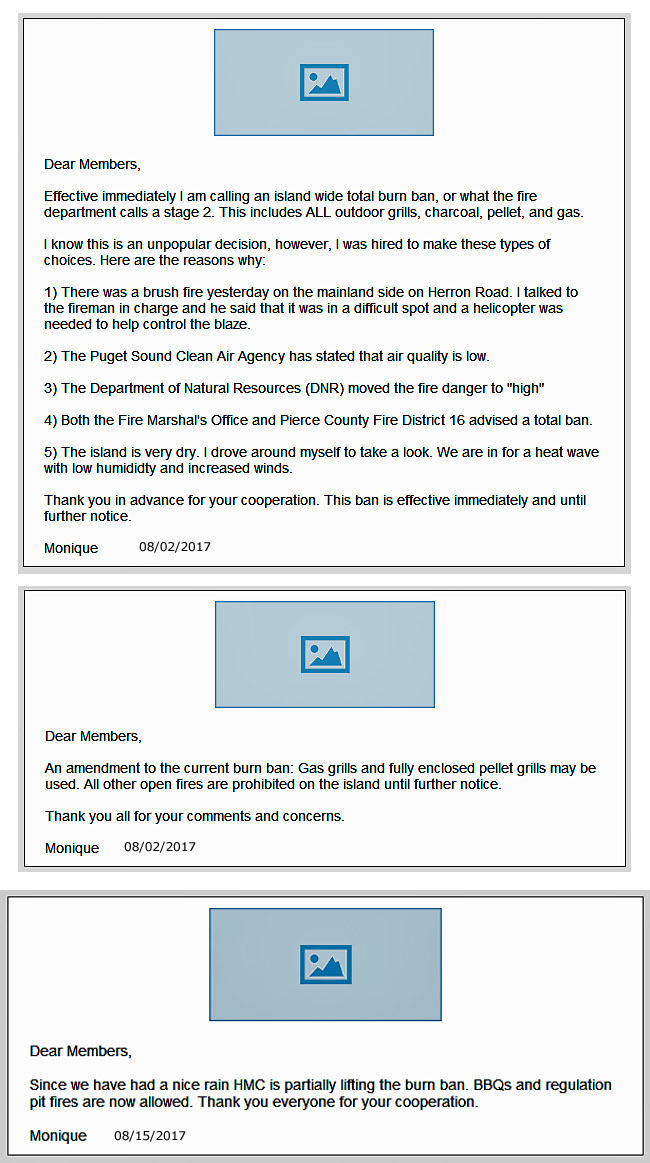 Dear Members,
Effective immediately I am calling an island wide total burn ban, or what the fire
department calls a stage 2. This includes ALL outdoor grills, charcoal, pellet, and gas.
I know this is an unpopular decision, however, I was hired to make these types of
choices. Here are the reasons why:
1) There was a brush fire yesterday on the mainland side on Herron Road. I talked to
the fireman in charge and he said that it was in a difficult spot and a helicopter was
needed to help control the blaze.
2) The Puget Sound Clean Air Agency has stated that air quality is low.
3) The Department of Natural Resources (DNR) moved the fire danger to "high"
4) Both the Fire Marshal's Office and Pierce County Fire District 16 advised a total ban.
5) The island is very dry. I drove around myself to take a look. We are in for a heat wave
with low humididty and increased winds.
Thank you in advance for your cooperation. This ban is effective immediately and until
further notice.
Monique 08/02/2017
Dear Members,
An amendment to the current burn ban: Gas grills and fully enclosed pellet grills may be
used. All other open fires are prohibited on the island until further notice.
Thank you all for your comments and concerns.
Monique 08/02/2017
Dear Members,
Since we have had a nice rain HMC is partially lifting the burn ban. BBQs and regulation
pit fires are now allowed. Thank you everyone for your cooperation.
Monique 08/15/2017